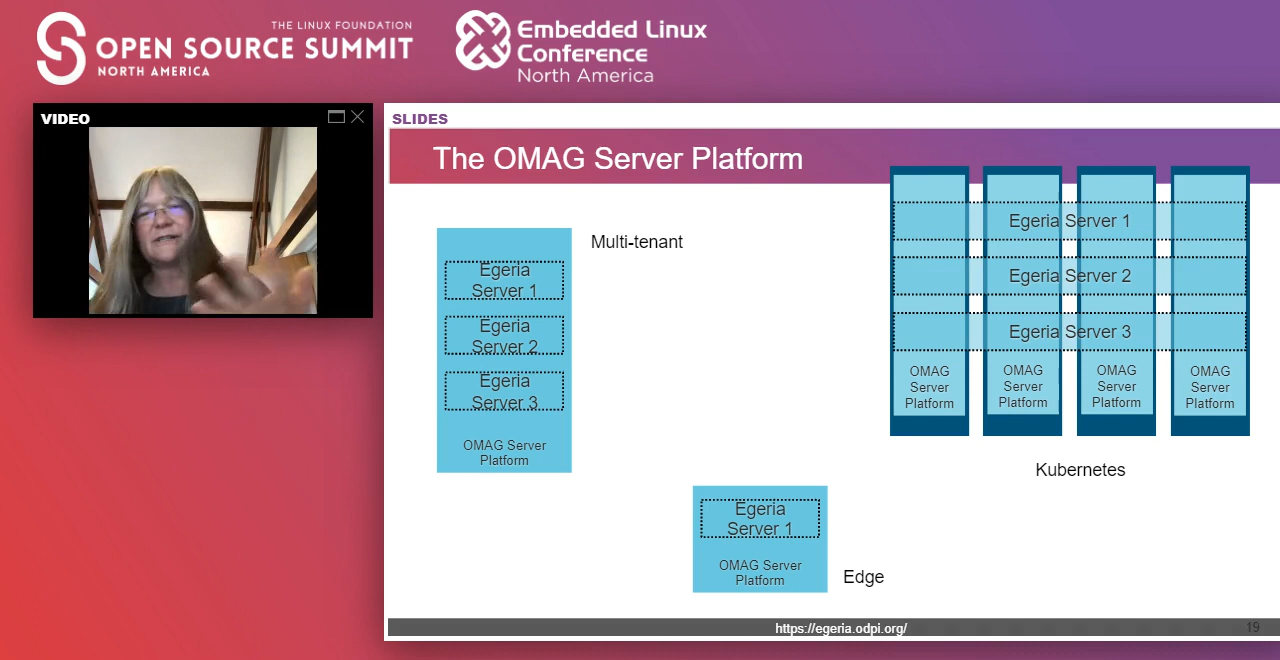 THE LINUX FOUNDATION
OPEN SOURCE SUMMIT
NORTH AMERICA
Embedded Linux
Conference
North America
VIDEO
SLIDES
The OMAG Server Platform
Multi-tenant
Egeria
Server 1
Egeria
Server 2
Egeria
Server 3
OMAG Server
Platform
Egeria Server 1
Egeria Server 2
Egeria Server 3
OMAG
Server
Platform
OMAG
Server
Platform
OMAG
Server
Platform
OMAG
Server
Platform
Kubernetes
Egeria
Server 1
OMAG Server
Platform
Edge
https://egeria.odpi.org/
19